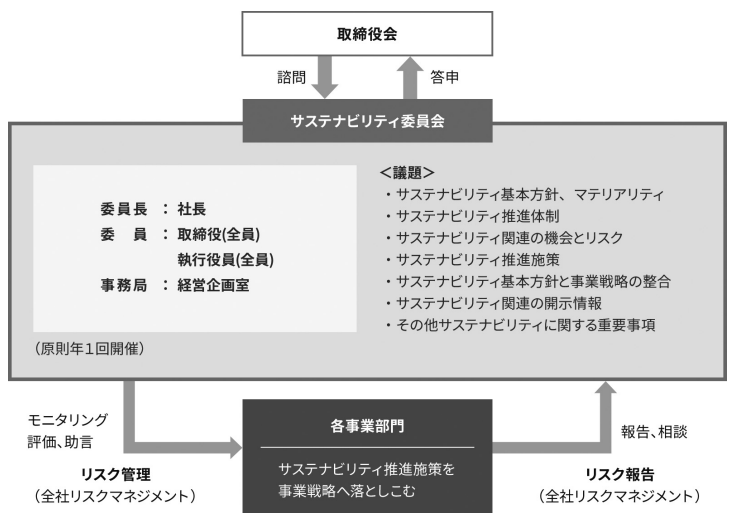 取締役会
諮問
答申
サステナビリティ委員会
委員長 ： 社長
委　員 ： 取締役(全員)
執行役員(全員)
事務局 ： 経営企画室
（原則年１回開催）
＜議題＞
・サステナビリティ基本方針、マテリアリティ
・サステナビリティ推進体制
・サステナビリティ関連の機会とリスク
・サステナビリティ推進施策
・サステナビリティ基本方針と事業戦略の整合
・サステナビリティ関連の開示情報
・その他サステナビリティに関する重要事項
モニタリング
評価、助言
リスク管理
（全社リスクマネジメント）
各事業部門
サステナビリティ推進施策を
事業戦略へ落としこむ
報告、相談
リスク報告
（全社リスクマネジメント）